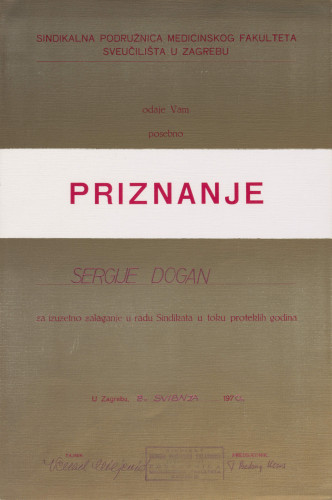 SINDIKALNA PODRUŽNICA MEDICINSKOG FAKULTETA
SVEUČILIŠTA U ZAGREBU
odaje Vam
posebno
PRIZNANJE
SERGIJE DOGAN
za izuzetno zalaganje u radu Sindikata u toku proteklih godina
U Zagrebu, 8. SVIBNJA 1970.
TAJNIK
PREDSJEDNIK